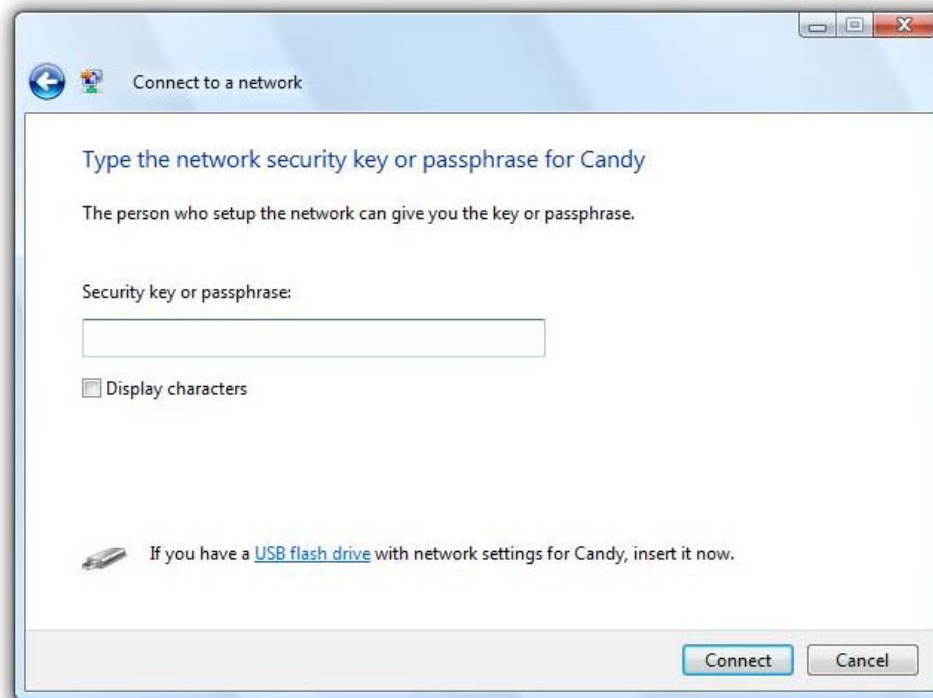 Connect to a network
Type the network security key or passphrase for Candy
The person who setup the network can give you the key or passphrase.
Security key or passphrase:
Display characters
If you have a USB flash drive with network settings for Candy, insert it now.
Connect
Cancel